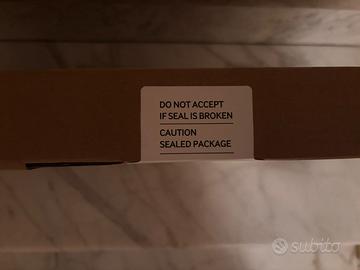 DO NOT ACCEPT
IF SEAL IS BROKEN
CAUTION
SEALED PACKAGE
subito